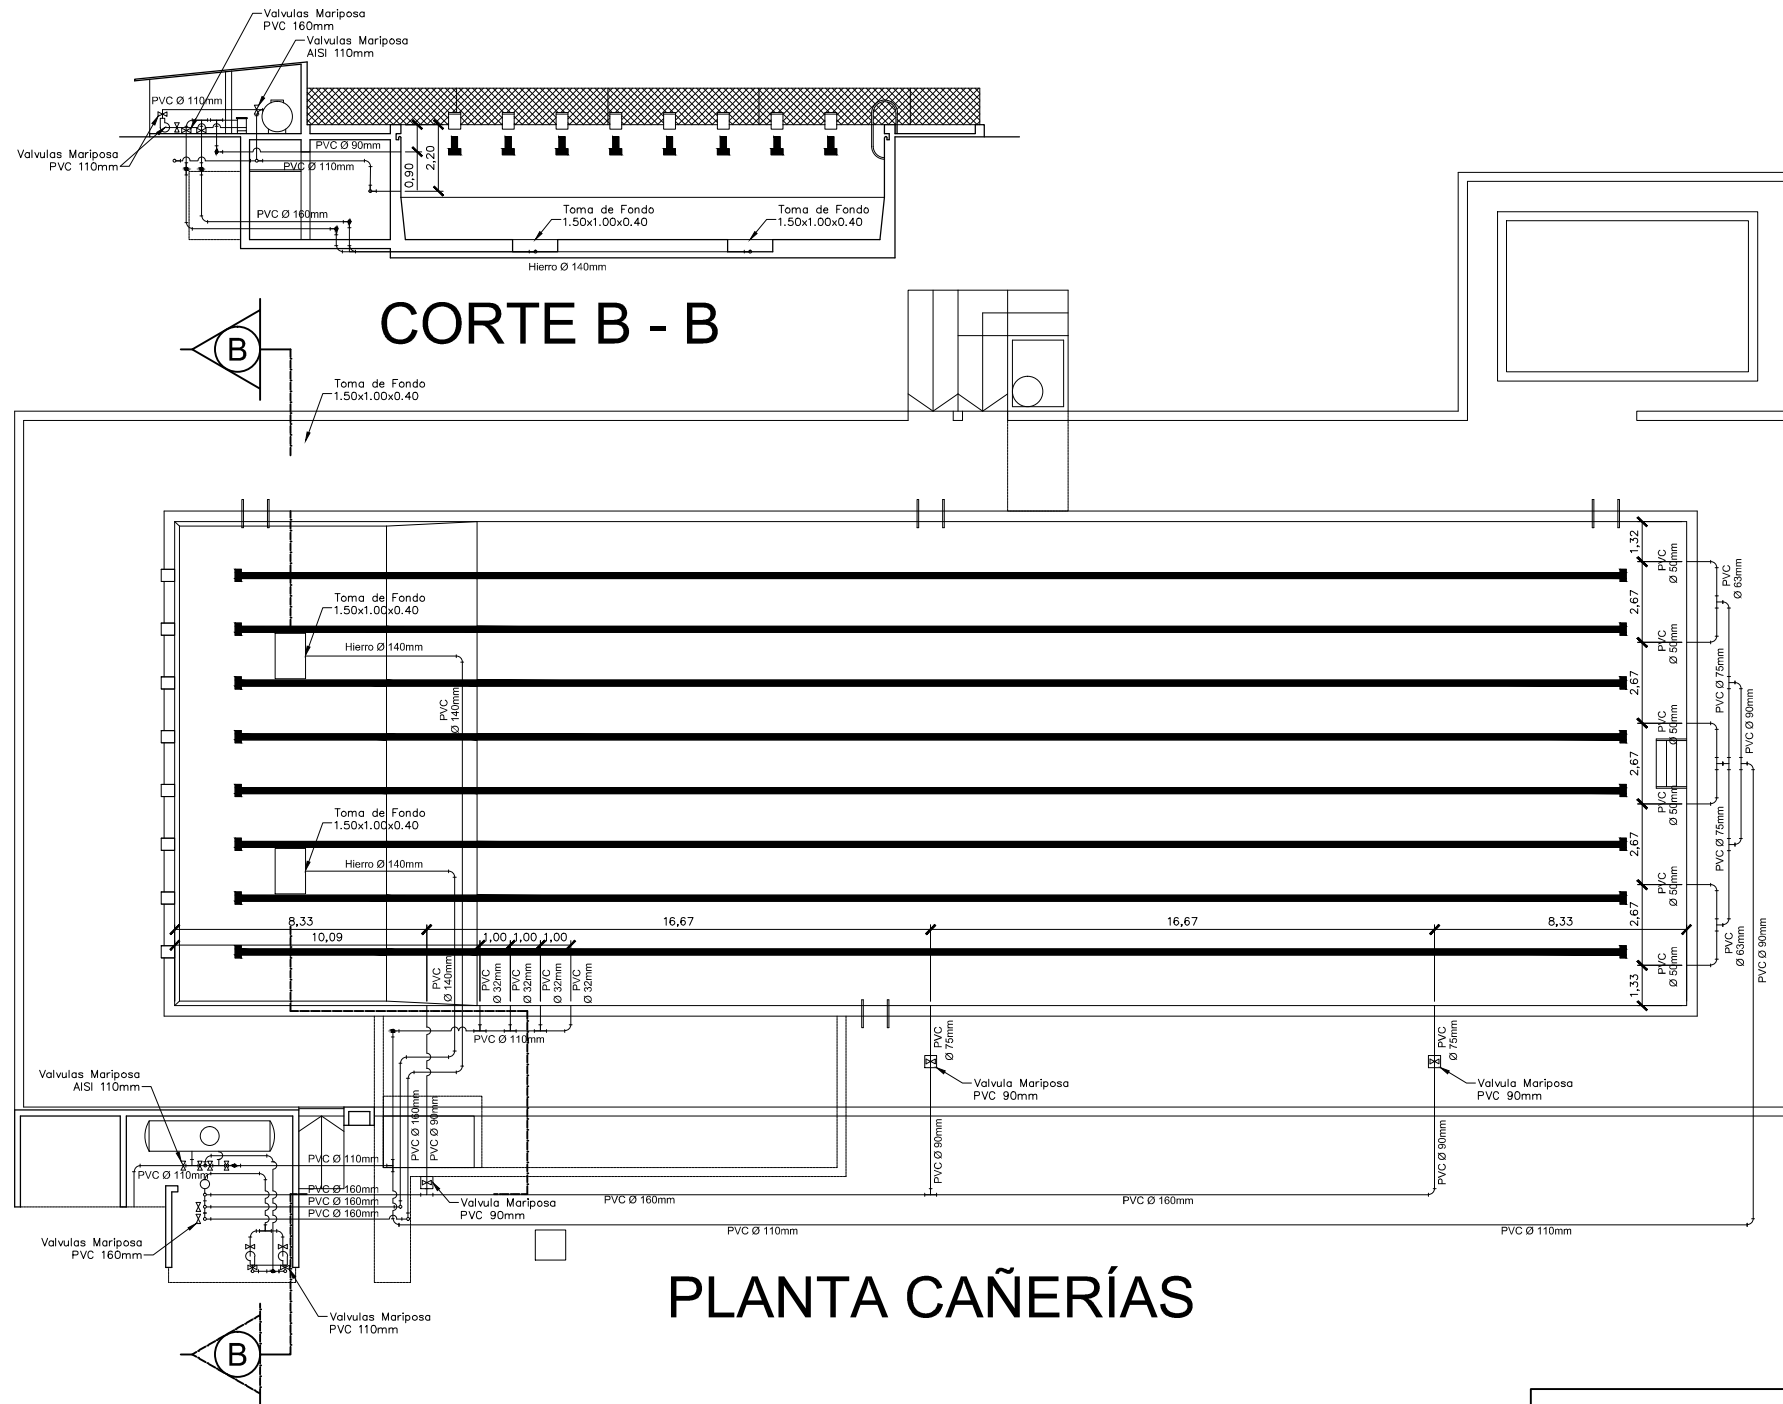 Valvulas Mariposa
PVC 160mm
Valvulas Mariposa
AISI 110mm
PVC Ø 110mm
Valvulas Mariposa
PVC 110mm
PVC Ø 90mm
PVC Ø 110mm
0,90
2,20
PVC Ø 160mm
Toma de Fondo
1.50x1.00x0.40
Toma de Fondo
1.50x1.00x0.40
Hierro Ø 140mm
CORTE B - B
B
Toma de Fondo
1.50x1.00x0.40
1,32
PVC
Ø 50mm
PVC
Ø 63mm
Toma de Fondo
1.50x1.00x0.40
2,67
Hierro Ø 140mm
PVC
Ø 50mm
PVC
Ø 140mm
2,67
PVC Ø 75mm
PVC
Ø 50mm
PVC Ø 90mm
2,67
PVC
Ø 50mm
Toma de Fondo
1.50x1.00x0.40
2,67
PVC Ø 75mm
Hierro Ø 140mm
PVC
Ø 50mm
2,67
8,33
16,67
16,67
8,33
10,09
1,00
1,00
1,00
PVC
Ø 63mm
PVC Ø 90mm
PVC
Ø 140mm
PVC
Ø 32mm
PVC
Ø 32mm
PVC
Ø 32mm
PVC
Ø 32mm
PVC
Ø 50mm
1,33
PVC Ø 110mm
PVC
Ø 75mm
PVC
Ø 75mm
Valvulas Mariposa
AISI 110mm
Valvula Mariposa
PVC 90mm
Valvula Mariposa
PVC 90mm
PVC Ø 160mm
PVC Ø 90mm
PVC Ø 90mm
PVC Ø 90mm
PVC Ø 110mm
PVC Ø 110mm
PVC Ø 160mm
PVC Ø 160mm
PVC Ø 160mm
Valvula Mariposa
PVC 90mm
PVC Ø 160mm
PVC Ø 160mm
PVC Ø 110mm
PVC Ø 110mm
Valvulas Mariposa
PVC 160mm
PLANTA CAÑERÍAS
Valvulas Mariposa
PVC 110mm
B